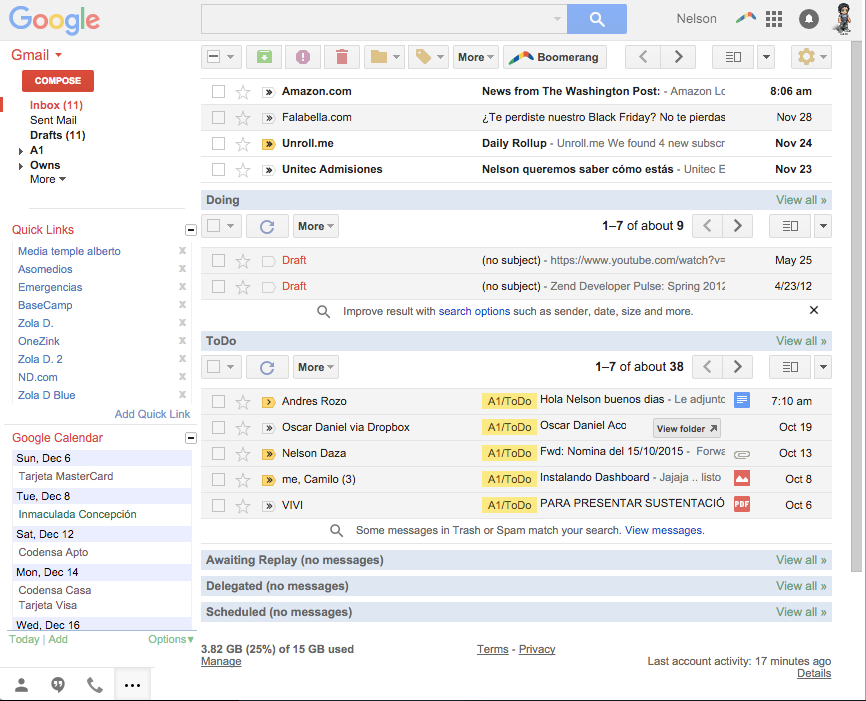 Google
Nelson
Gmail
More
Boomerang
COMPOSE
Inbox (11)
Sent Mail
Drafts (11)
A1
Owns
More
Quick Links
Media temple alberto x
Asomedios x
Emergencias x
BaseCamp x
Zola D. x
OneZink x
Zola D. 2 x
ND.com x
Zola D Blue x
Add Quick Link
Google Calendar
Sun, Dec 6
Tarjeta MasterCard
Tue, Dec 8
Inmaculada Concepción
Sat, Dec 12
Codensa Apto
Mon, Dec 14
Codensa Casa
Tarjeta Visa
Wed, Dec 16
Today | Add Options▾
Amazon.com News from The Washington Post: - Amazon Lo 8:06 am
Falabella.com ¿Te perdiste nuestro Black Friday? No te pierdas Nov 28
Unroll.me Daily Rollup - Unroll.me We found 4 new subscr Nov 24
Unitec Admisiones Nelson queremos saber cómo estás - Unitec E Nov 23
Doing View all »
More 1–7 of about 9
Draft (no subject) - https://www.youtube.com/watch?v= May 25
Draft (no subject) - Zend Developer Pulse: Spring 2012 4/23/12
Improve result with search options such as sender, date, size and more.
ToDo View all »
More 1–7 of about 38
Andres Rozo A1/ToDo Hola Nelson buenos dias - Le adjunto 7:10 am
Oscar Daniel via Dropbox A1/ToDo Oscar Daniel Acc View folder Oct 19
Nelson Daza A1/ToDo Fwd: Nomina del 15/10/2015 - Forwa Oct 13
me, Camilo (3) A1/ToDo Instalando Dashboard - Jajaja .. listo Oct 8
VIVI A1/ToDo PARA PRESENTAR SUSTENTACIÓ PDF Oct 6
Some messages in Trash or Spam match your search. View messages.
Awaiting Replay (no messages) View all »
Delegated (no messages) View all »
Scheduled (no messages) View all »
3.82 GB (25%) of 15 GB used
Manage
Terms - Privacy
Last account activity: 17 minutes ago
Details